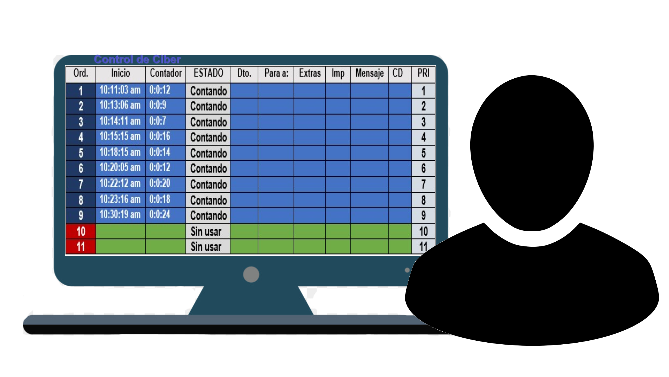 Control de Ciber
Ord. Inicio Contador ESTADO Dto. Para a: Extras Imp Mensaje CD PRI
1 10:11:03 am 0:0:12 Contando 1
2 10:13:06 am 0:0:9 Contando 2
3 10:14:11 am 0:0:7 Contando 3
4 10:15:15 am 0:0:16 Contando 4
5 10:18:15 am 0:0:14 Contando 5
6 10:20:05 am 0:0:12 Contando 6
7 10:22:12 am 0:0:20 Contando 7
8 10:23:16 am 0:0:18 Contando 8
9 10:30:19 am 0:0:24 Contando 9
10 Sin usar 10
11 Sin usar 11